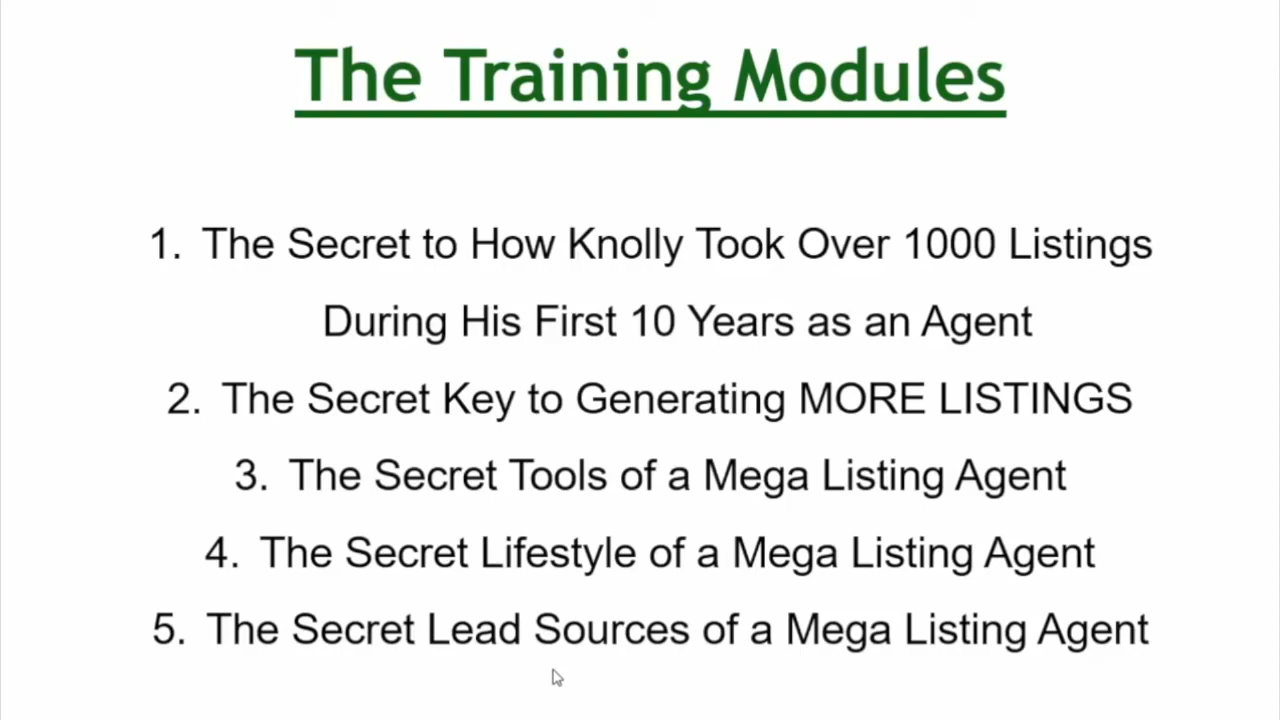 The Training Modules
1. The Secret to How Knolly Took Over 1000 Listings
During His First 10 Years as an Agent
2. The Secret Key to Generating MORE LISTINGS
3. The Secret Tools of a Mega Listing Agent
4. The Secret Lifestyle of a Mega Listing Agent
5. The Secret Lead Sources of a Mega Listing Agent